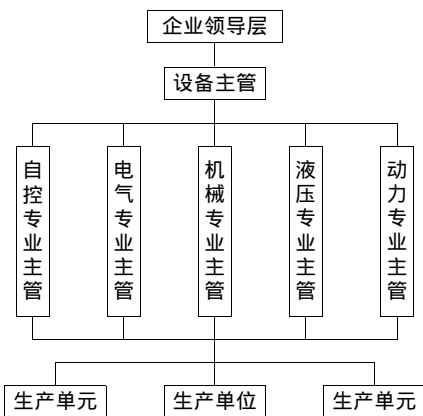 企业领导层
设备主管
自控专业主管
电气专业主管
机械专业主管
液压专业主管
动力专业主管
生产单元
生产单位
生产单元